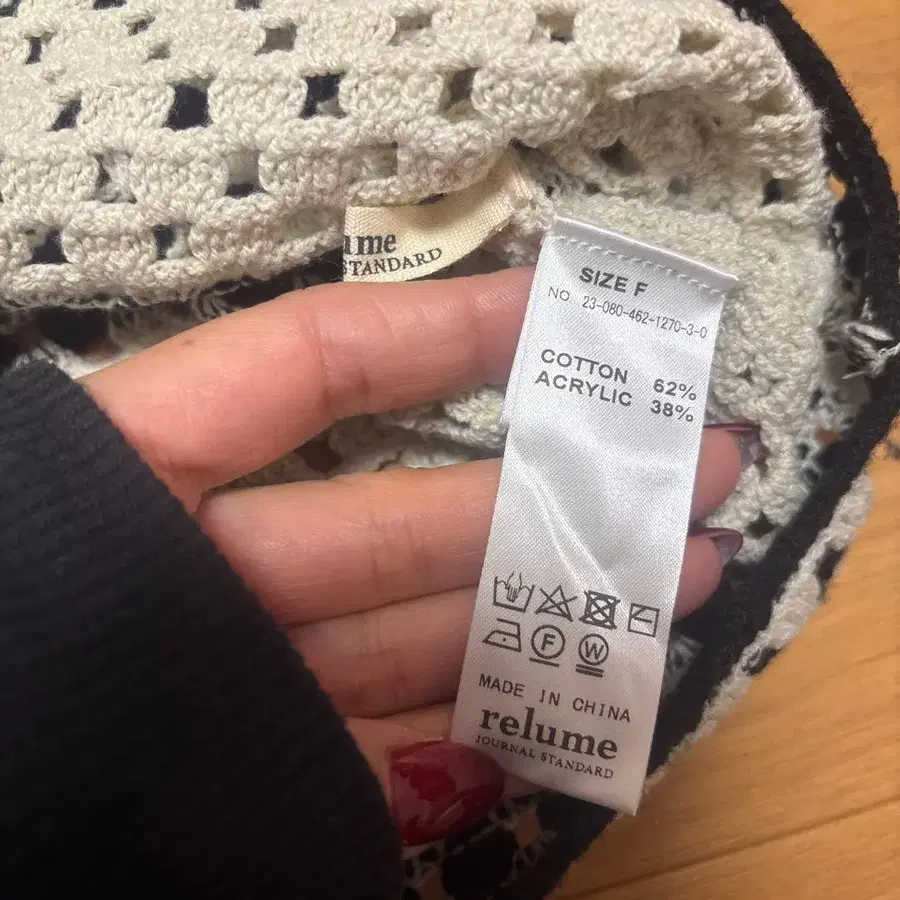 ume
STANDARD
SIZE F
NO. 23-080-462-1270-3-0
COTTON 62%
ACRYLIC 38%
F W
MADE IN CHINA
relume
JOURNAL STANDARD